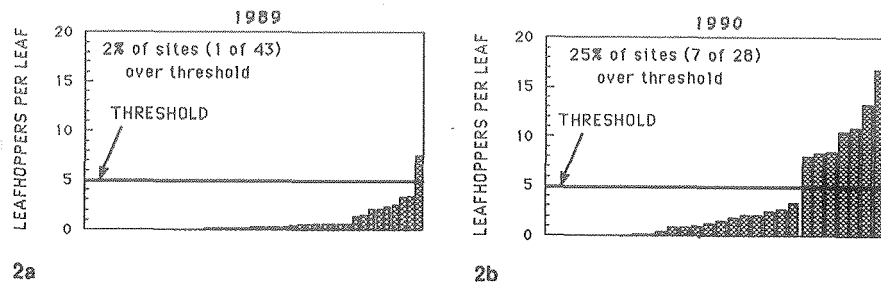 1989
LEAFHOPPERS PER LEAF
20
15
10
5
0
2% of sites (1 of 43)
over threshold
THRESHOLD
2a
1990
LEAFHOPPERS PER LEAF
20
15
10
5
0
25% of sites (7 of 28)
over threshold
THRESHOLD
2b